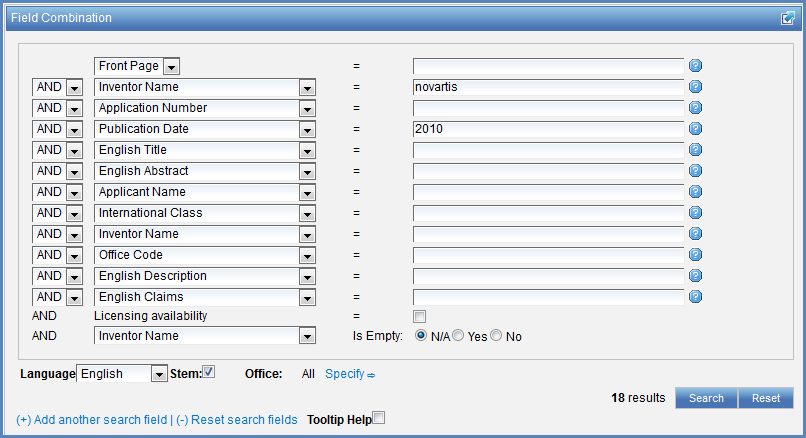 Field Combination
Front Page =
AND Inventor Name = novartis
AND Application Number =
AND Publication Date = 2010
AND English Title =
AND English Abstract =
AND Applicant Name =
AND International Class =
AND Inventor Name =
AND Office Code =
AND English Description =
AND English Claims =
AND Licensing availability =
AND Inventor Name Is Empty: N/A Yes No
Language English Stem: Office: All Specify ⇨
18 results Search Reset
(+) Add another search field | (-) Reset search fields Tooltip Help